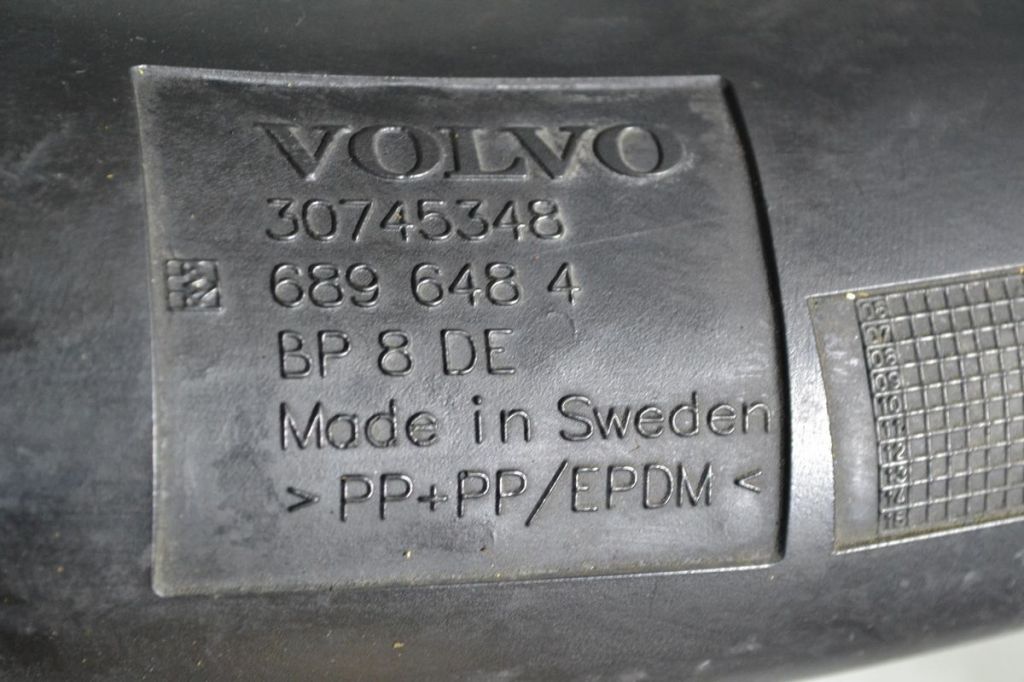 VOLVO
30745348
689 648 4
BP 8 DE
Made in Sweden
> PP+PP/EPDM <